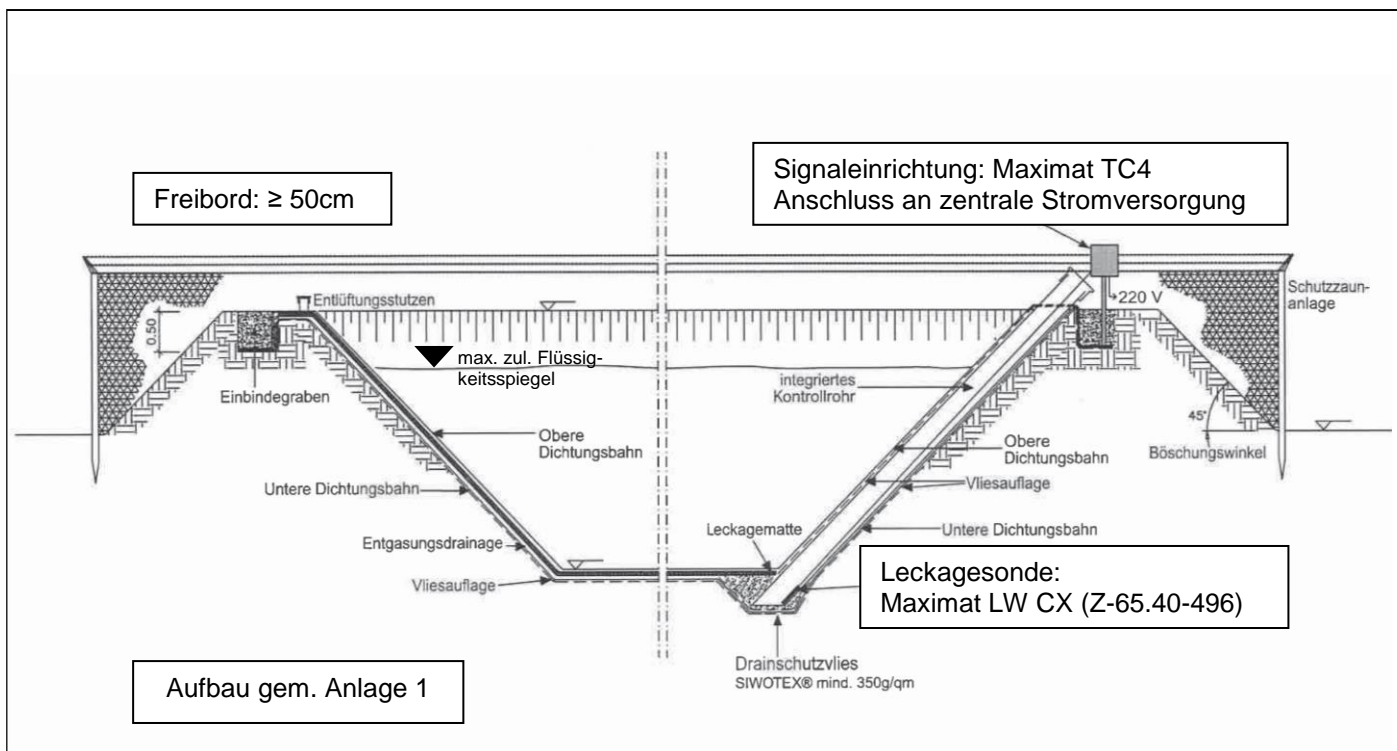 Freibord: ≥ 50cm
Signaleinrichtung: Maximat TC4
Anschluss an zentrale Stromversorgung
Entlüftungsstutzen
220 V
Schutzzaun-
anlage
0.50
max. zul. Flüssig-
keitsspiegel
integriertes
Kontrollrohr
Einbindegraben
45°
Böschungswinkel
Obere
Dichtungsbahn
Obere
Dichtungsbahn
Vliesauflage
Untere Dichtungsbahn
Leckagematte
Untere Dichtungsbahn
Entgasungsdrainage
Vliesauflage
Leckagesonde:
Maximat LW CX (Z-65.40-496)
Drainschutzvlies
SIWOTEX® mind. 350g/qm
Aufbau gem. Anlage 1